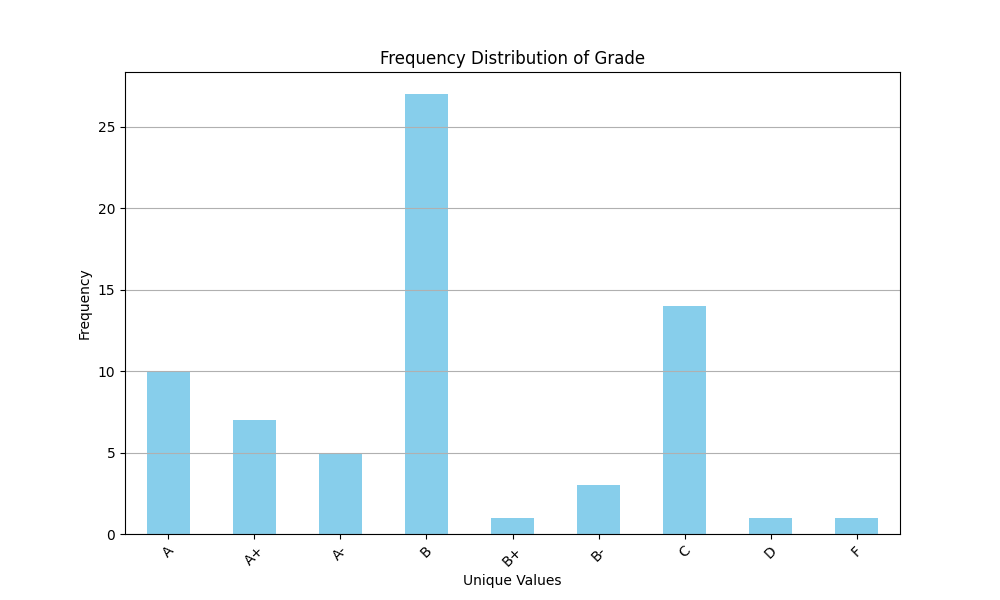 Frequency Distribution of Grade
Frequency
25
20
15
10
5
0
A
A+
A-
B
B+
B-
C
D
F
Unique Values